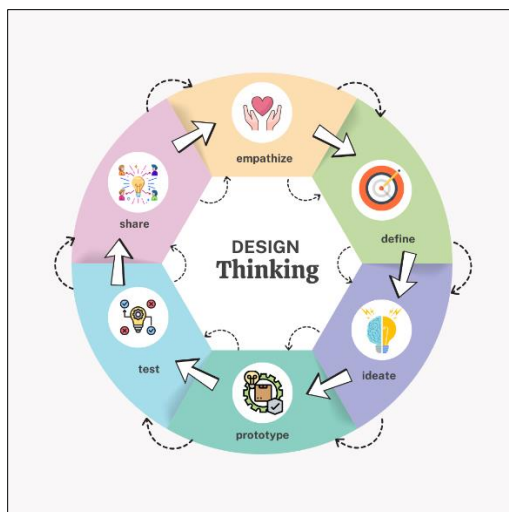 DESIGN
Thinking
empathize
define
ideate
prototype
test
share